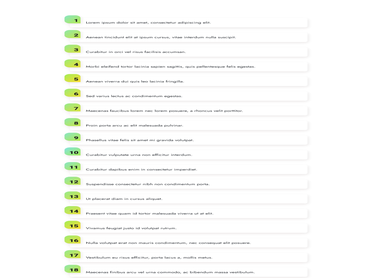 1 Lorem ipsum dolor sit amet, consectetur adipiscing elit.
2 Aenean tincidunt elit at ipsum cursus, vitae interdum nulla suscipit.
3 Curabitur in orci vel risus facilisis accumsan.
4 Morbi eleifend tortor lacinia sapien sagittis, quis pellentesque felis egestas.
5 Aenean viverra dui quis leo lacinia fringilla.
6 Sed varius lectus ac condimentum egestas.
7 Maecenas faucibus lorem nec lorem posuere, a rhoncus velit porttitor.
8 Proin porta arcu ac elit malesuada pulvinar.
9 Phasellus vitae felis ut amet mi gravida volutpat.
10 Curabitur vulputate urna non efficitur interdum.
11 Curabitur dapibus enim in consectetur imperdiet.
12 Suspendisse consectetur nibh non condimentum porta.
13 Ut placerat diam in cursus aliquet.
14 Praesent vitae quam id tortor malesuada viverra ut at elit.
15 Vivamus feugiat justo id volutpat rutrum.
16 Nulla volutpat erat non mauris condimentum, nec consequat elit posuere.
17 Vestibulum eu risus efficitur, porta lacus a, mollis metus.
18 Maecenas finibus arcu vel urna commodo, ac bibendum massa vestibulum.